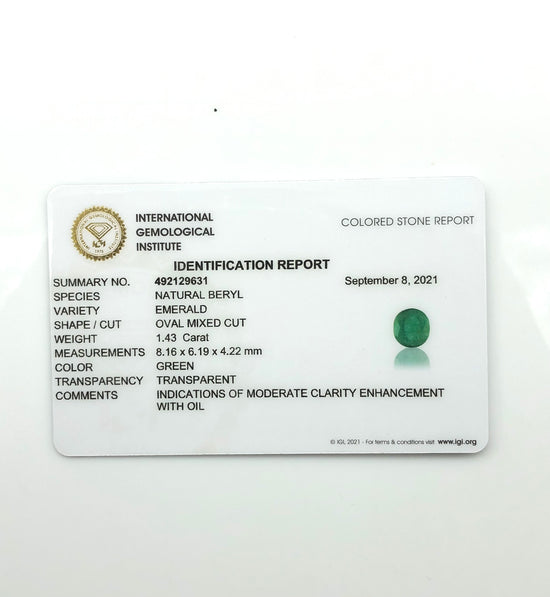 INTERNATIONAL
GEMOLOGICAL
INSTITUTE
COLORED STONE REPORT
IDENTIFICATION REPORT
SUMMARY NO. 492129631 September 8, 2021
SPECIES NATURAL BERYL
VARIETY EMERALD
SHAPE / CUT OVAL MIXED CUT
WEIGHT 1.43 Carat
MEASUREMENTS 8.16 x 6.19 x 4.22 mm
COLOR GREEN
TRANSPARENCY TRANSPARENT
COMMENTS INDICATIONS OF MODERATE CLARITY ENHANCEMENT
WITH OIL
© IGL 2021 - For terms & conditions visit www.igl.org